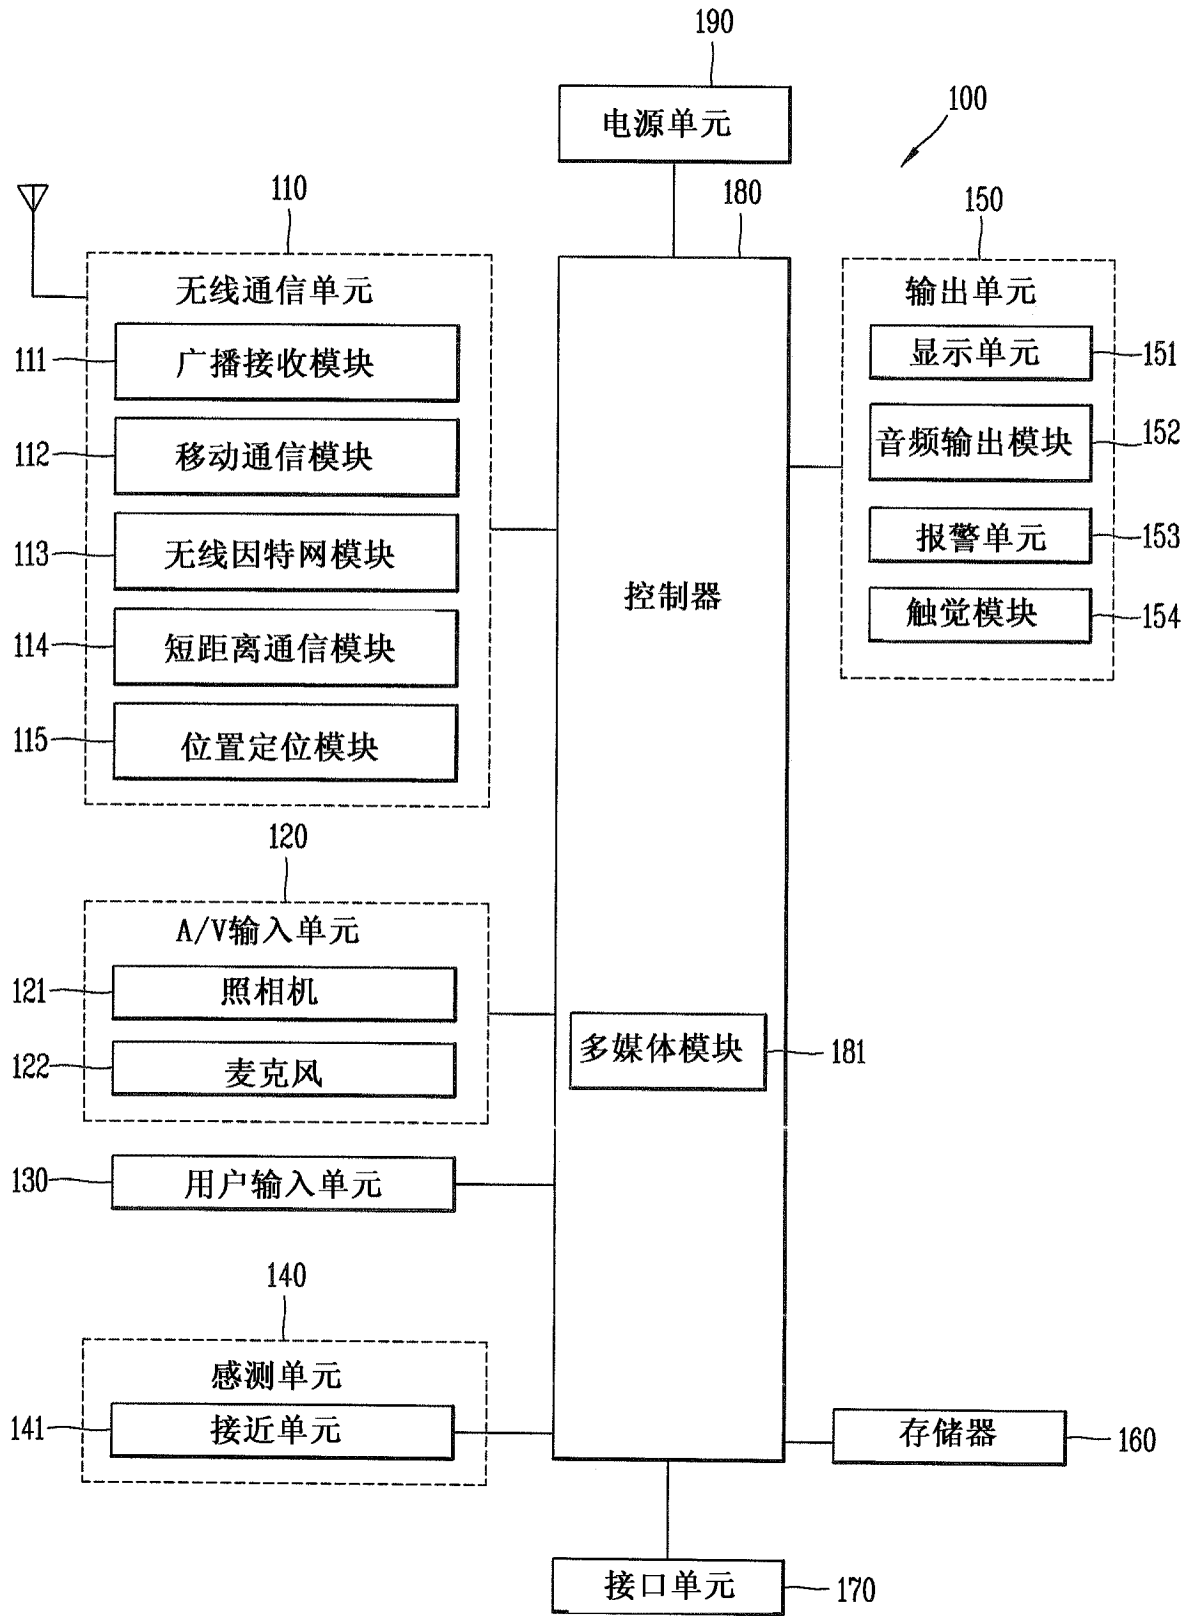 190
电源单元
100
110
180
150
无线通信单元
输出单元
111
广播接收模块
显示单元
151
112
移动通信模块
音频输出模块
152
113
无线因特网模块
报警单元
153
控制器
114
短距离通信模块
触觉模块
154
115
位置定位模块
120
A/V输入单元
121
照相机
多媒体模块
181
122
麦克风
130
用户输入单元
140
感测单元
141
接近单元
存储器
160
接口单元
170